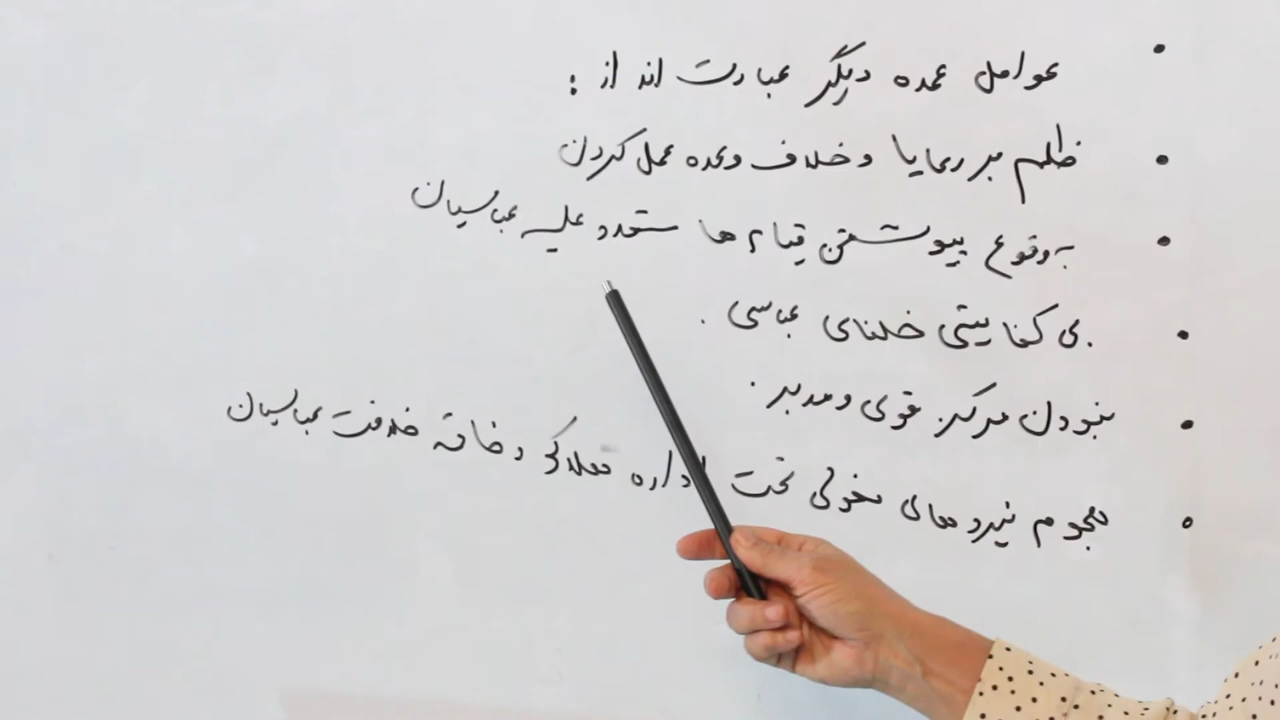 • عوامل عمده دیگر عبارت اند از :
• ظلم بر رعایا و خلاف وعده عمل کردن
• به وقوع پیوستن قیام ها متعدد علیه عباسیان
• بی کفایتی خلفای عباسی .
• نبودن مرکز قوی و مدبر .
• هجوم نیروهای مغولی تحت اداره هلاکو و خاتمه خلافت عباسیان